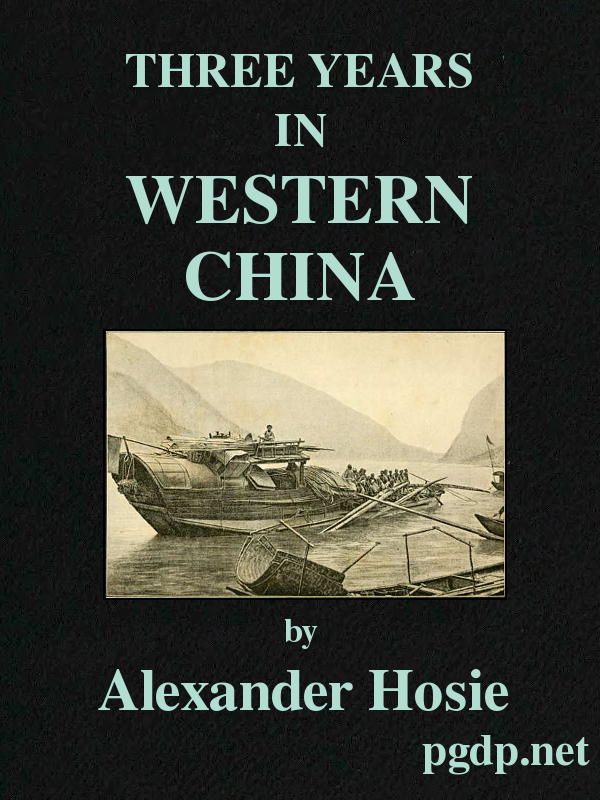 THREE YEARS
IN
WESTERN
CHINA
by
Alexander Hosie
pgdp.net